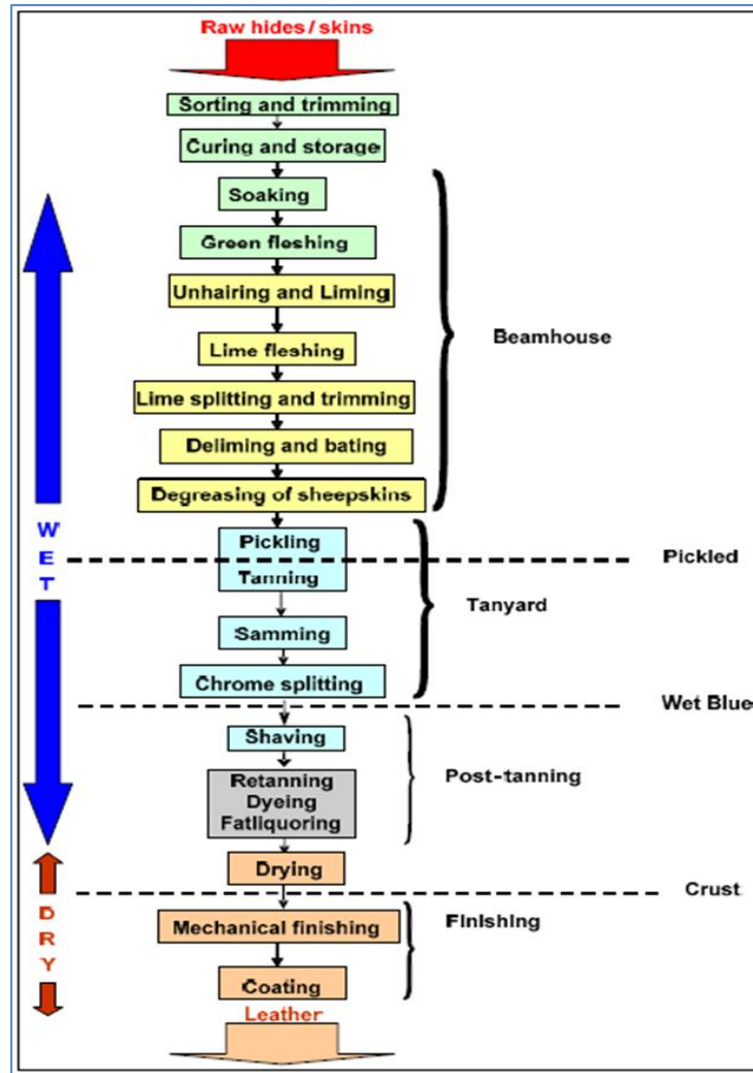 Raw hides/skins
Sorting and trimming
Curing and storage
Soaking
Green fleshing
Unhairing and Liming
Beamhouse
Lime fleshing
Lime splitting and trimming
Deliming and bating
Degreasing of sheepskins
WET
Pickling
Pickled
Tanning
Tanyard
Samming
Chrome splitting
Wet Blue
Shaving
Post-tanning
Retanning
Dyeing
Fatliquoring
Drying
Crust
DRY
Mechanical finishing
Finishing
Coating
Leather